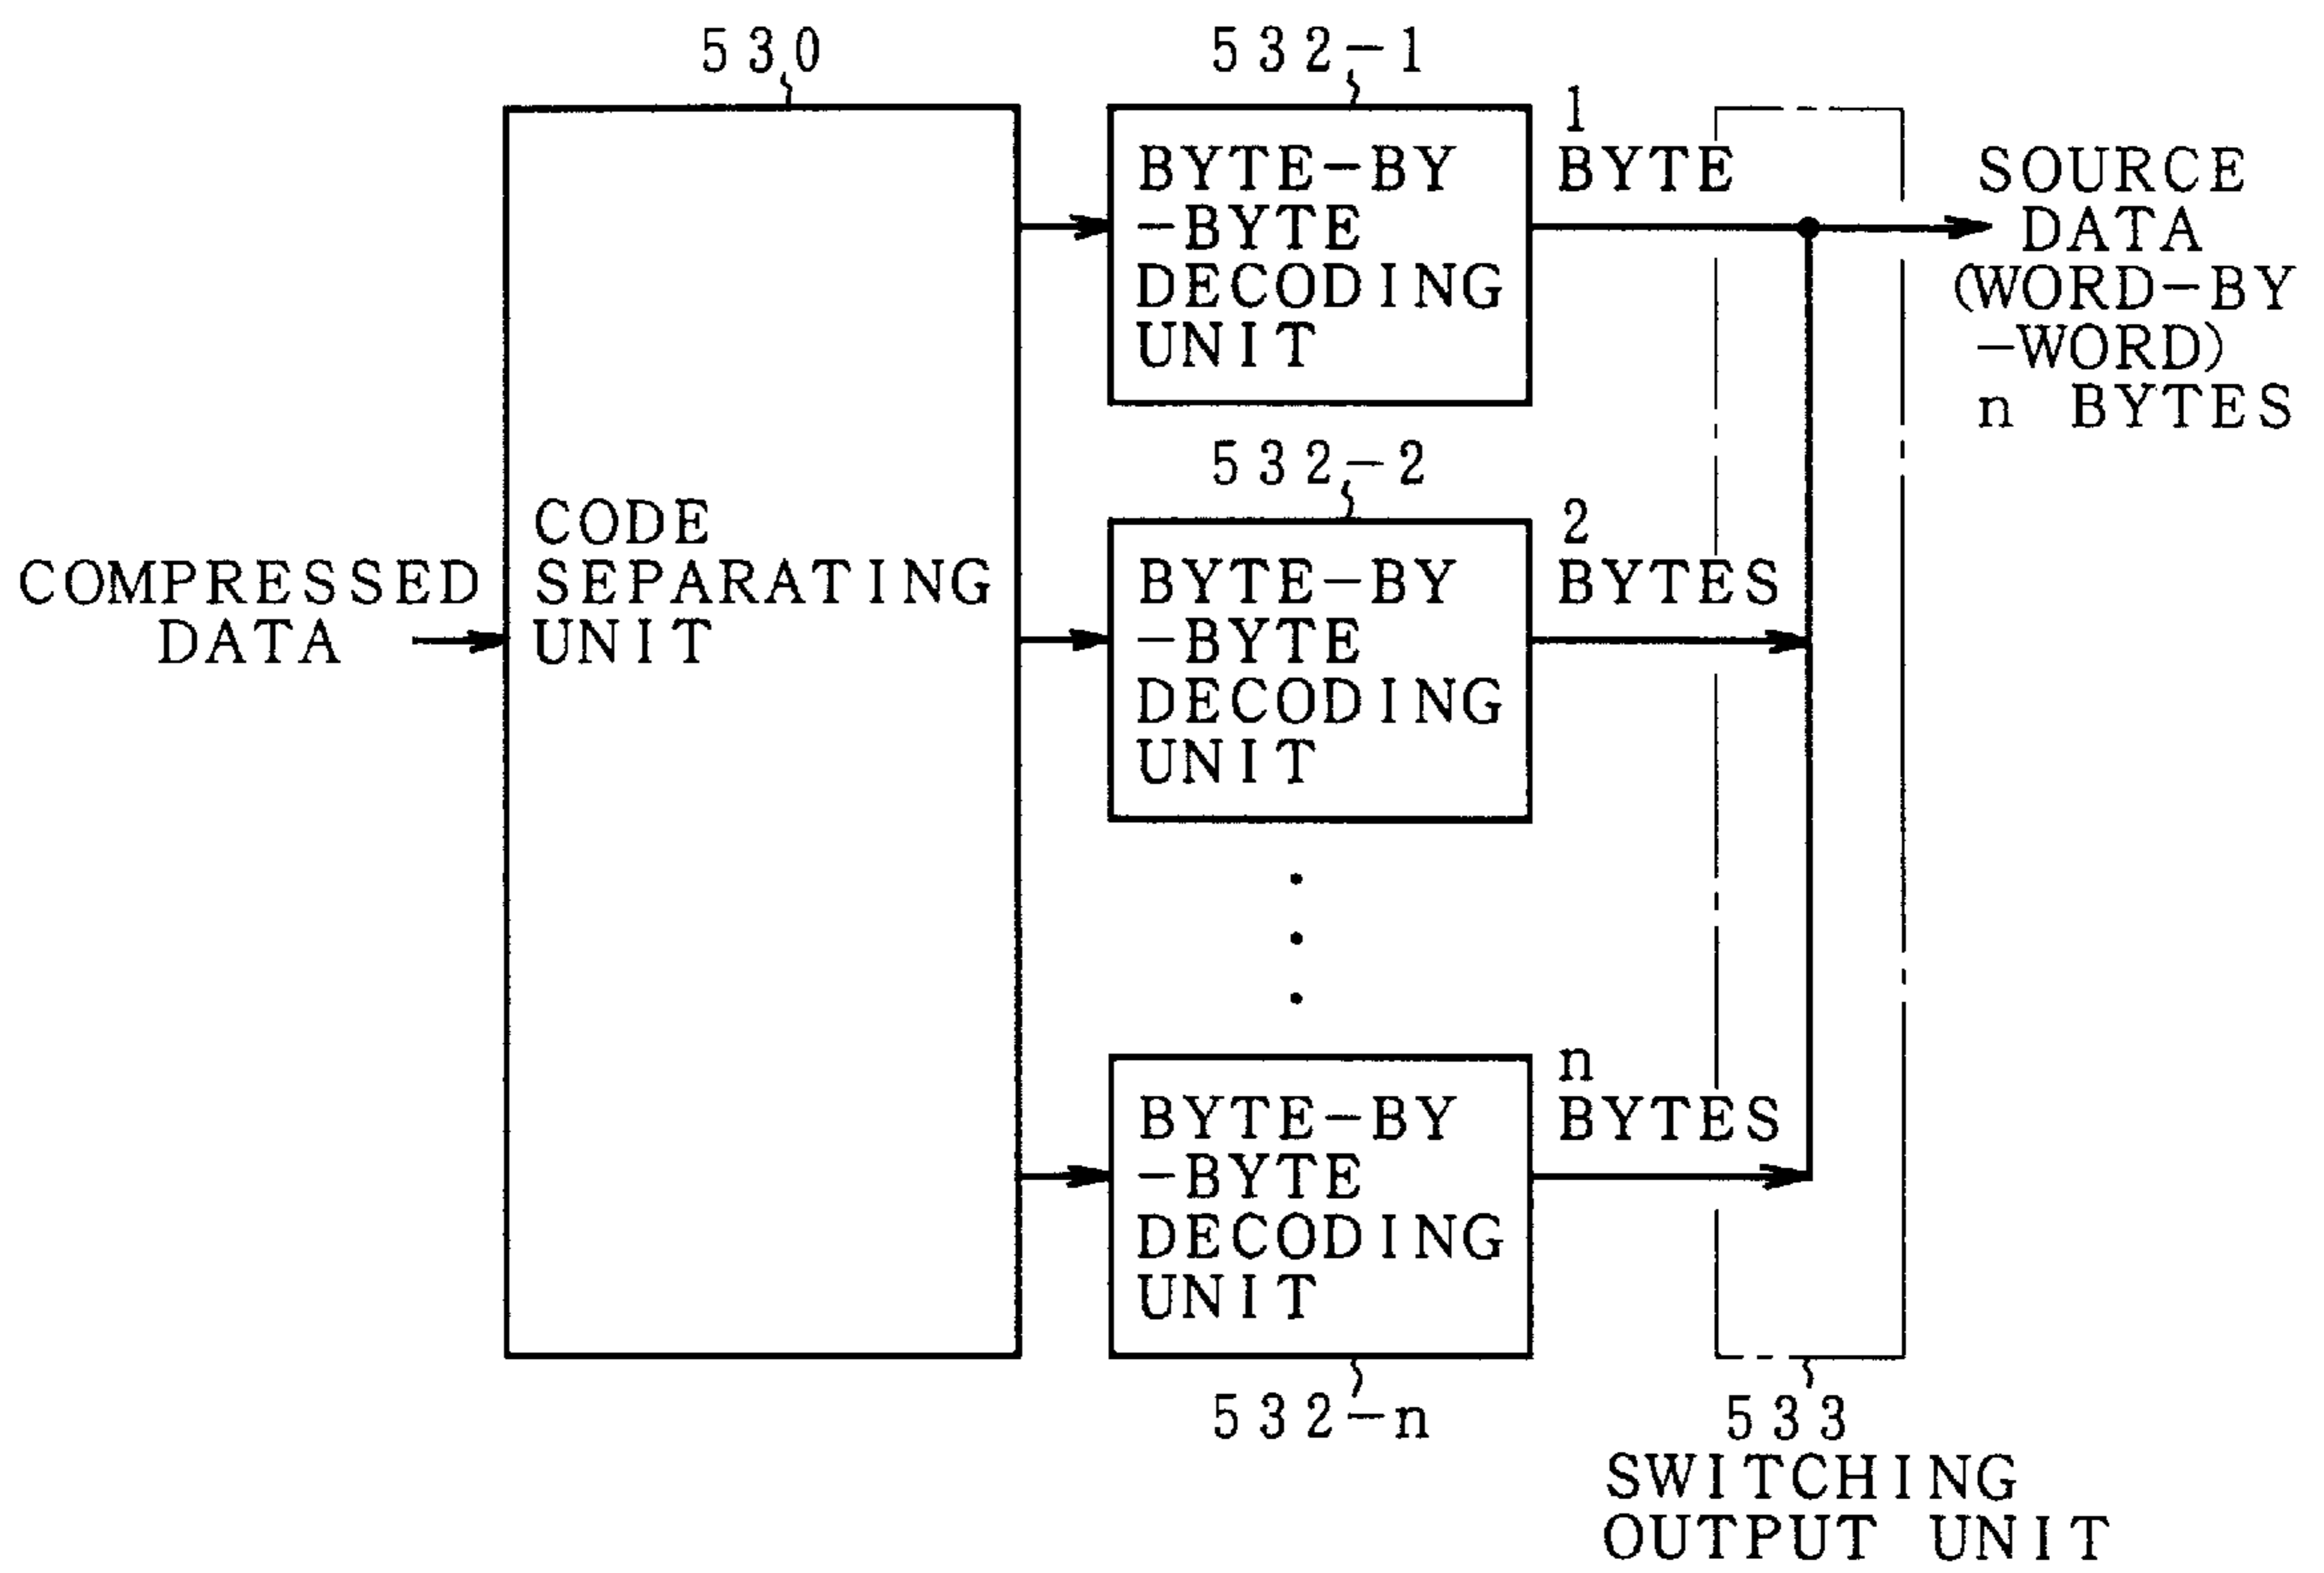 530
532-1
1
BYTE
BYTE-BY
-BYTE
DECODING
UNIT
SOURCE
DATA
(WORD-BY
-WORD)
n BYTES
532-2
2
BYTES
BYTE-BY
-BYTE
DECODING
UNIT
CODE
SEPARATING
UNIT
COMPRESSED
DATA
n
BYTES
BYTE-BY
-BYTE
DECODING
UNIT
532-n
533
SWITCHING
OUTPUT UNIT